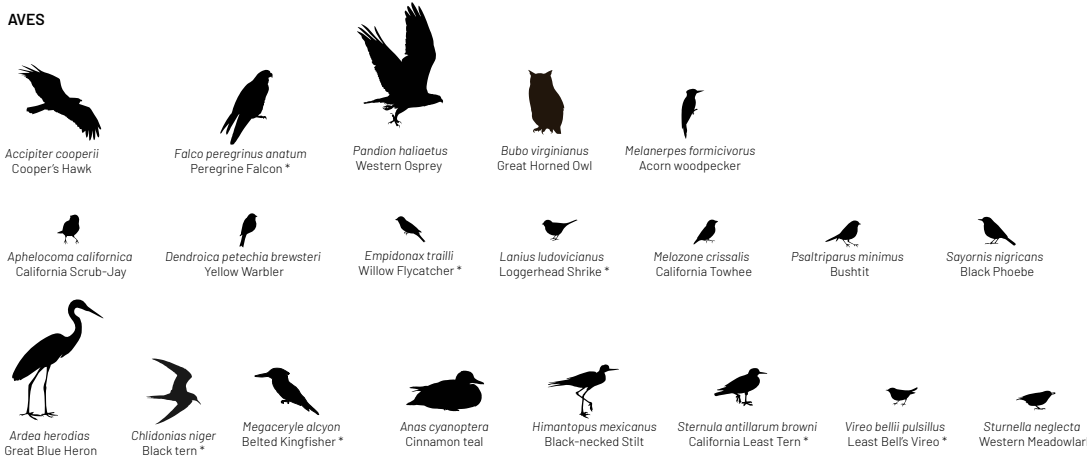 AVES
Accipiter cooperii
Cooper's Hawk
Falco peregrinus anatum
Peregrine Falcon *
Pandion haliaetus
Western Osprey
Bubo virginianus
Great Horned Owl
Melanerpes formicivorus
Acorn woodpecker
Aphelocoma californica
California Scrub-Jay
Dendroica petechia brewsteri
Yellow Warbler
Empidonax trailli
Willow Flycatcher *
Lanius ludovicianus
Loggerhead Shrike *
Melozone crissalis
California Towhee
Psaltriparus minimus
Bushtit
Sayornis nigricans
Black Phoebe
Ardea herodias
Great Blue Heron
Chlidonias niger
Black tern *
Megaceryle alcyon
Belted Kingfisher *
Anas cyanoptera
Cinnamon teal
Himantopus mexicanus
Black-necked Stilt
Sternula antillarum browni
California Least Tern *
Vireo bellii pulsillus
Least Bell's Vireo *
Sturnella neglecta
Western Meadowlar